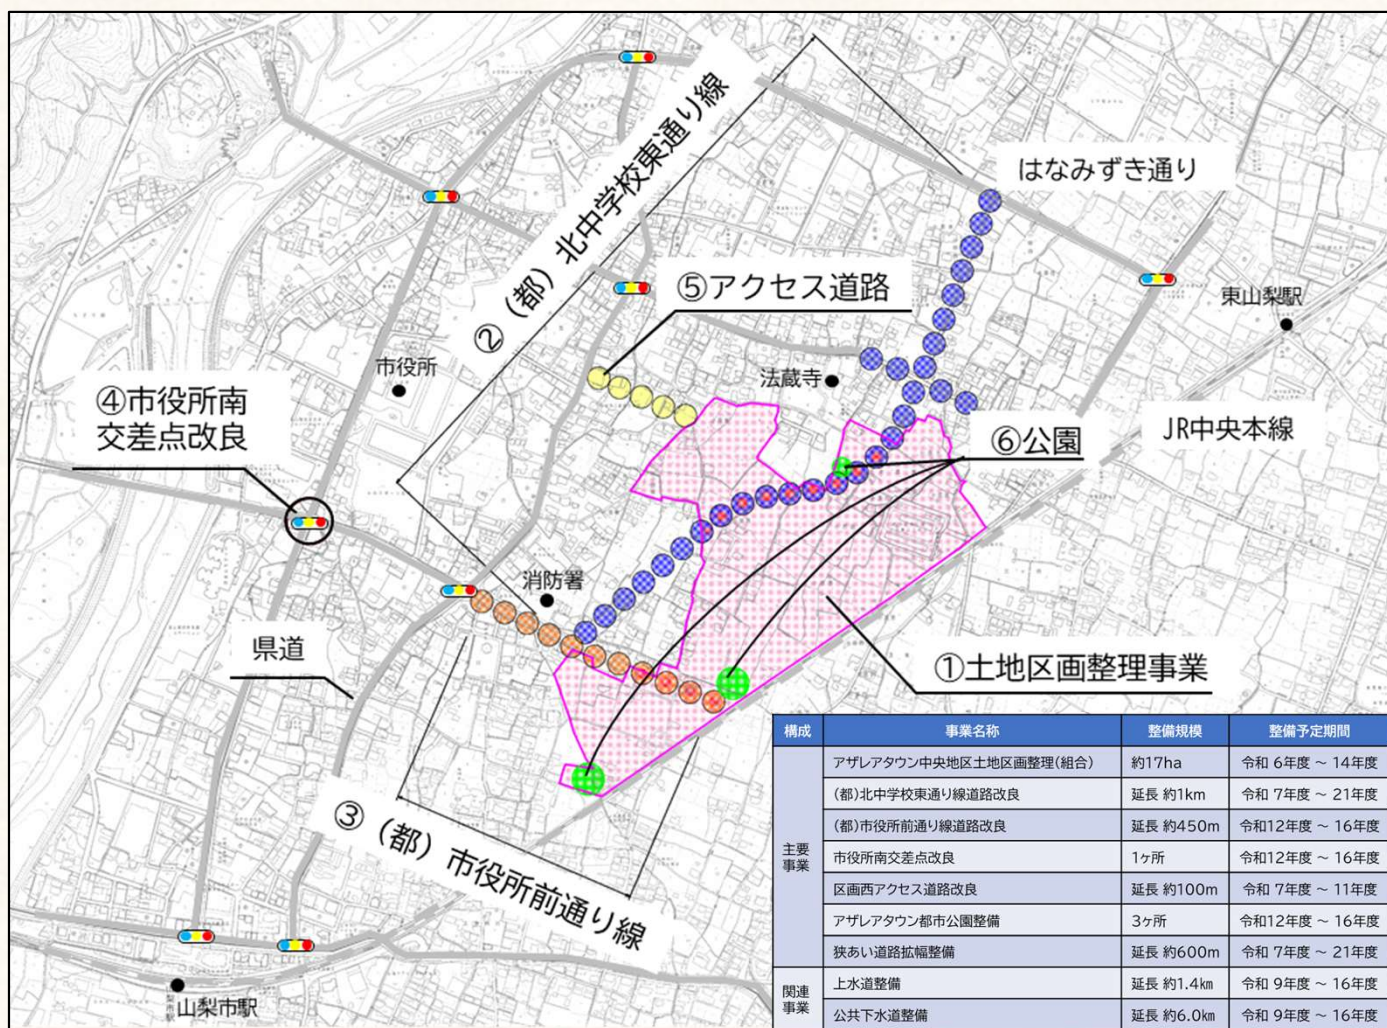 はなみずき通り
②（都）北中学校東通り線
⑤アクセス道路
東山梨駅
市役所
法蔵寺
④市役所南
交差点改良
⑥公園
JR中央本線
消防署
県道
①土地区画整理事業
③（都）市役所前通り線
山梨市駅
構成 事業名称 整備規模 整備予定期間
主要
事業
アザレアタウン中央地区土地区画整理(組合) 約17ha 令和 6年度 ～ 14年度
(都)北中学校東通り線道路改良 延長 約1km 令和 7年度 ～ 21年度
(都)市役所前通り線道路改良 延長 約450m 令和12年度 ～ 16年度
市役所南交差点改良 1ヶ所 令和12年度 ～ 16年度
区画西アクセス道路改良 延長 約100m 令和 7年度 ～ 11年度
アザレアタウン都市公園整備 3ヶ所 令和12年度 ～ 16年度
狭あい道路拡幅整備 延長 約600m 令和 7年度 ～ 21年度
関連
事業
上水道整備 延長 約1.4km 令和 9年度 ～ 16年度
公共下水道整備 延長 約6.0km 令和 9年度 ～ 16年度